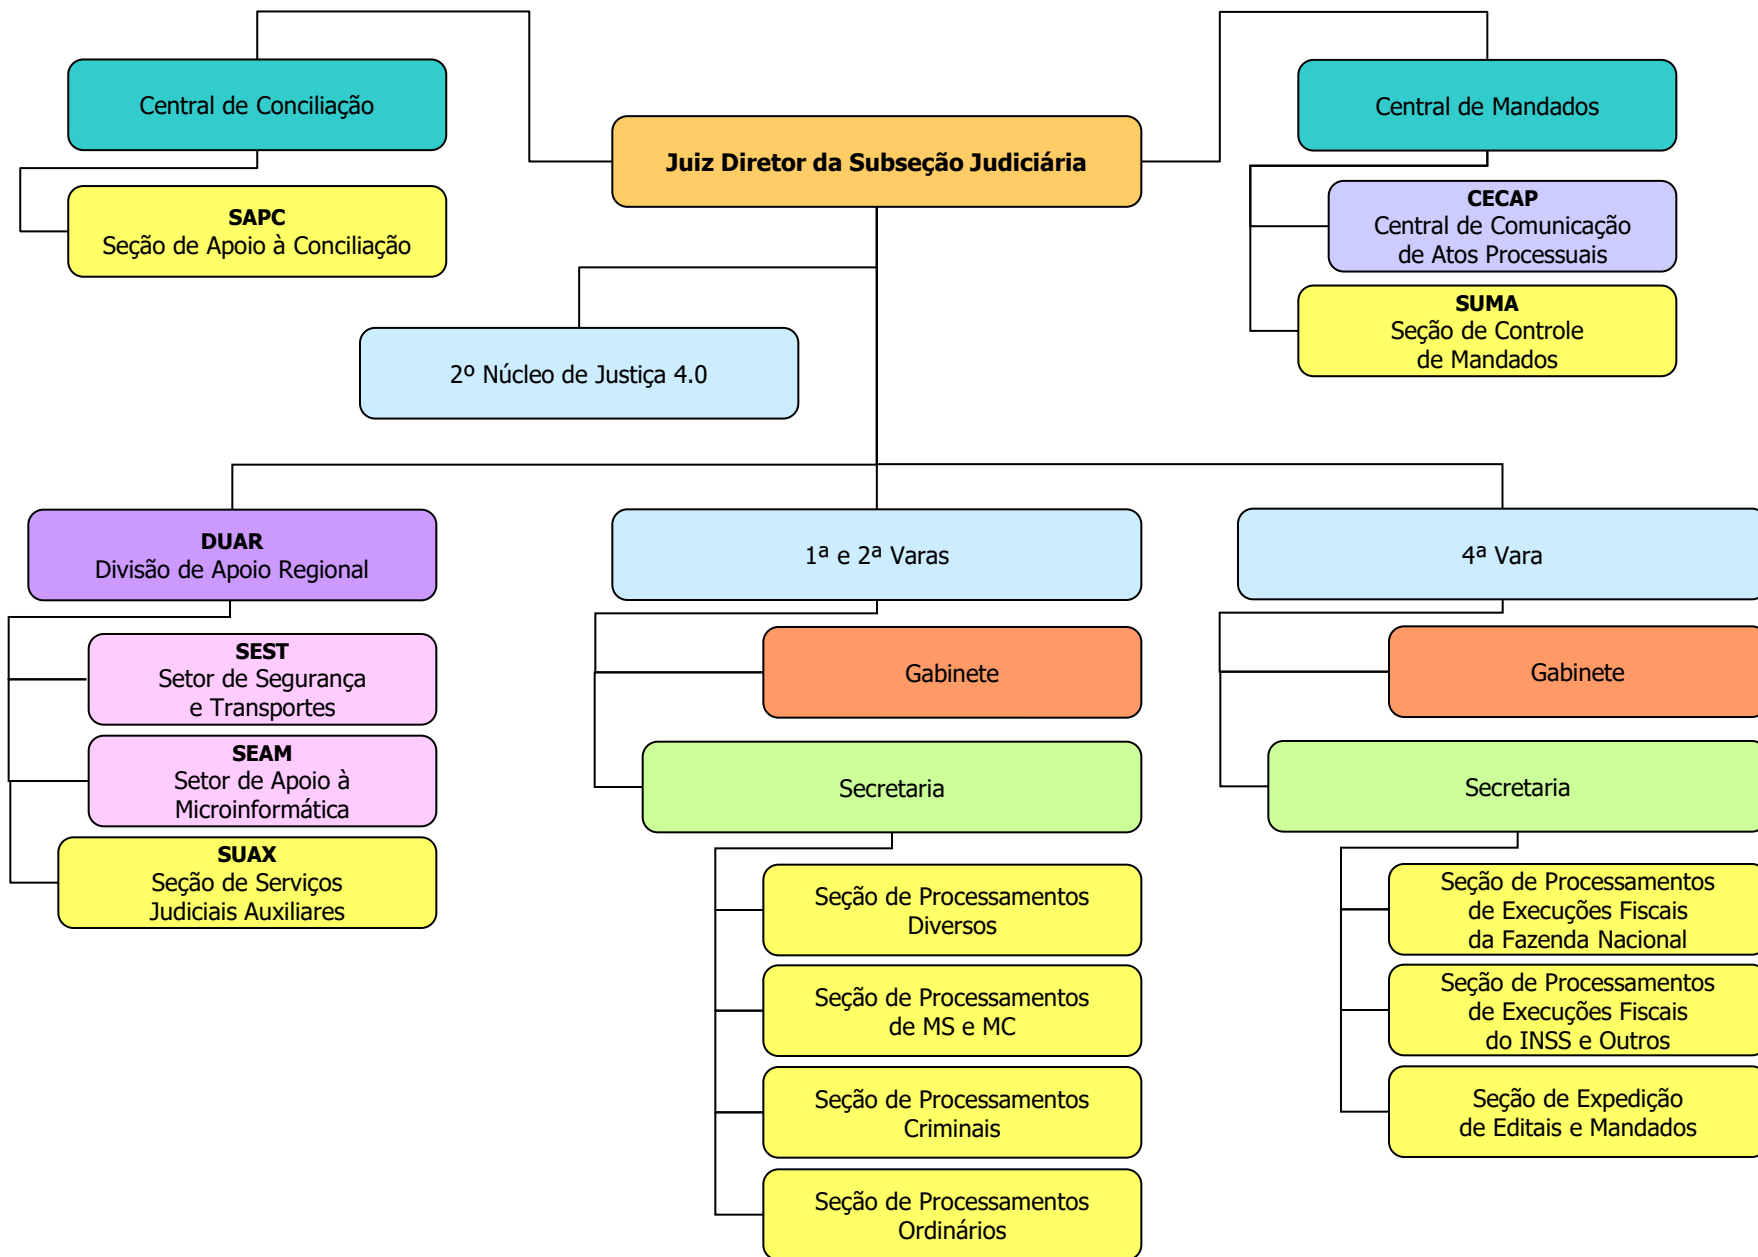 Central de Conciliação
Central de Mandados
Juiz Diretor da Subseção Judiciária
SAPC
Seção de Apoio à Conciliação
CECAP
Central de Comunicação
de Atos Processuais
SUMA
Seção de Controle
de Mandados
2º Núcleo de Justiça 4.0
DUAR
Divisão de Apoio Regional
SEST
Setor de Segurança
e Transportes
SEAM
Setor de Apoio à
Microinformática
SUAX
Seção de Serviços
Judiciais Auxiliares
1ª e 2ª Varas
Gabinete
Secretaria
Seção de Processamentos
Diversos
Seção de Processamentos
de MS e MC
Seção de Processamentos
Criminais
Seção de Processamentos
Ordinários
4ª Vara
Gabinete
Secretaria
Seção de Processamentos
de Execuções Fiscais
da Fazenda Nacional
Seção de Processamentos
de Execuções Fiscais
do INSS e Outros
Seção de Expedição
de Editais e Mandados